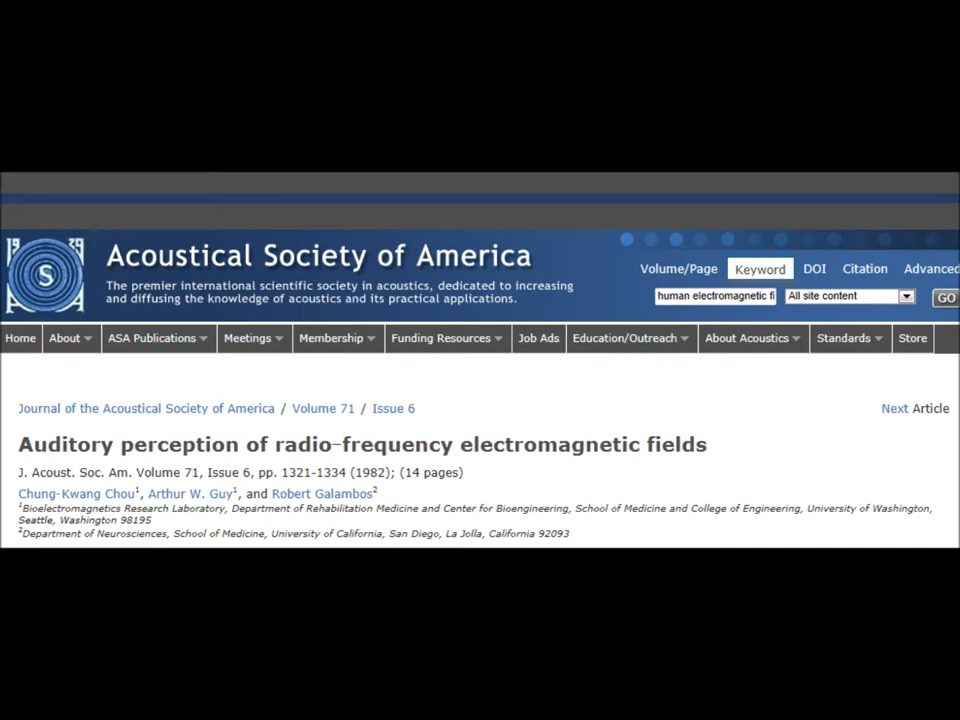 19 39
S
Acoustical Society of America
The premier international scientific society in acoustics, dedicated to increasing
and diffusing the knowledge of acoustics and its practical applications.
Volume/Page Keyword DOI Citation Advanced
human electromagnetic fi All site content GO
Home About ASA Publications Meetings Membership Funding Resources Job Ads Education/Outreach About Acoustics Standards Store
Journal of the Acoustical Society of America / Volume 71 / Issue 6 Next Article
Auditory perception of radio–frequency electromagnetic fields
J. Acoust. Soc. Am. Volume 71, Issue 6, pp. 1321-1334 (1982); (14 pages)
Chung-Kwang Chou1, Arthur W. Guy1, and Robert Galambos2
1Bioelectromagnetics Research Laboratory, Department of Rehabilitation Medicine and Center for Bioengineering, School of Medicine and College of Engineering, University of Washington,
Seattle, Washington 98195
2Department of Neurosciences, School of Medicine, University of California, San Diego, La Jolla, California 92093